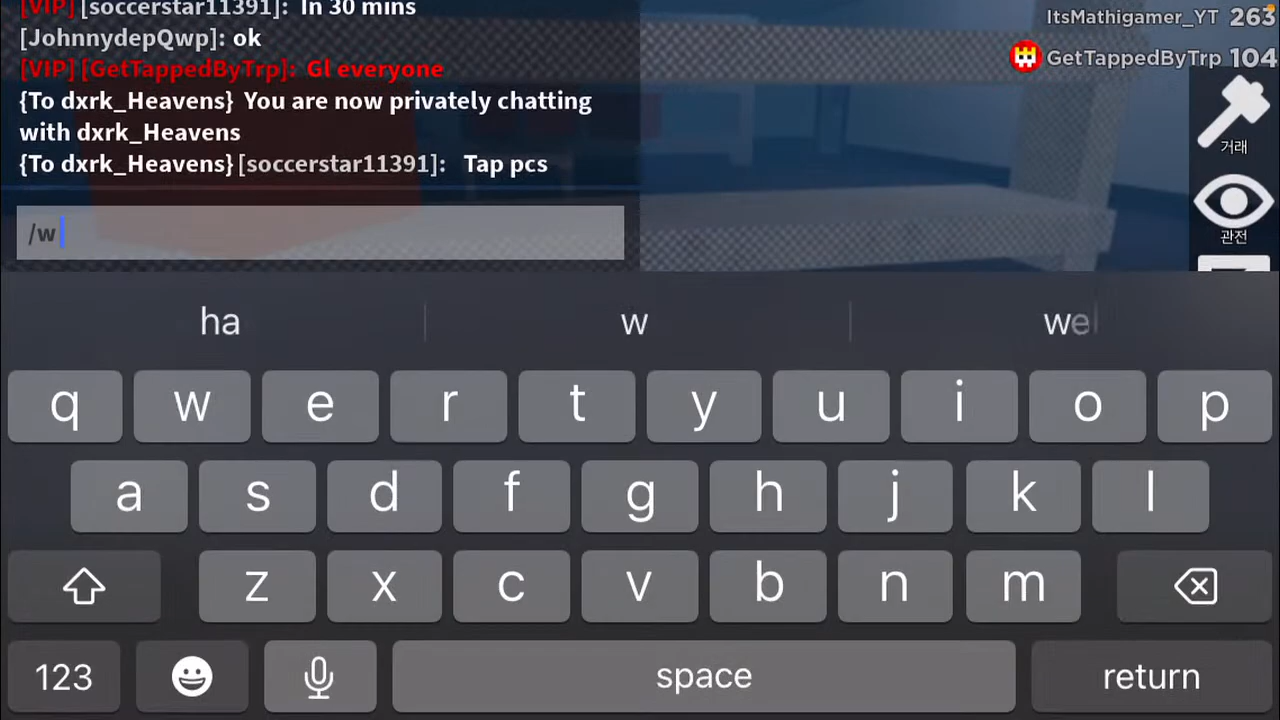 [VIP] [soccerstar11391]: In 30 mins
[JohnnydepQwp]: ok
[VIP] [GetTappedByTrp]: Gl everyone
{To dxrk_Heavens} You are now privately chatting
with dxrk_Heavens
{To dxrk_Heavens} [soccerstar11391]: Tap pcs
/w
ItsMathigamer_YT 263
GetTappedByTrp 104
거래
관전
ha w we
q w e r t y u i o p
a s d f g h j k l
z x c v b n m
123 space return